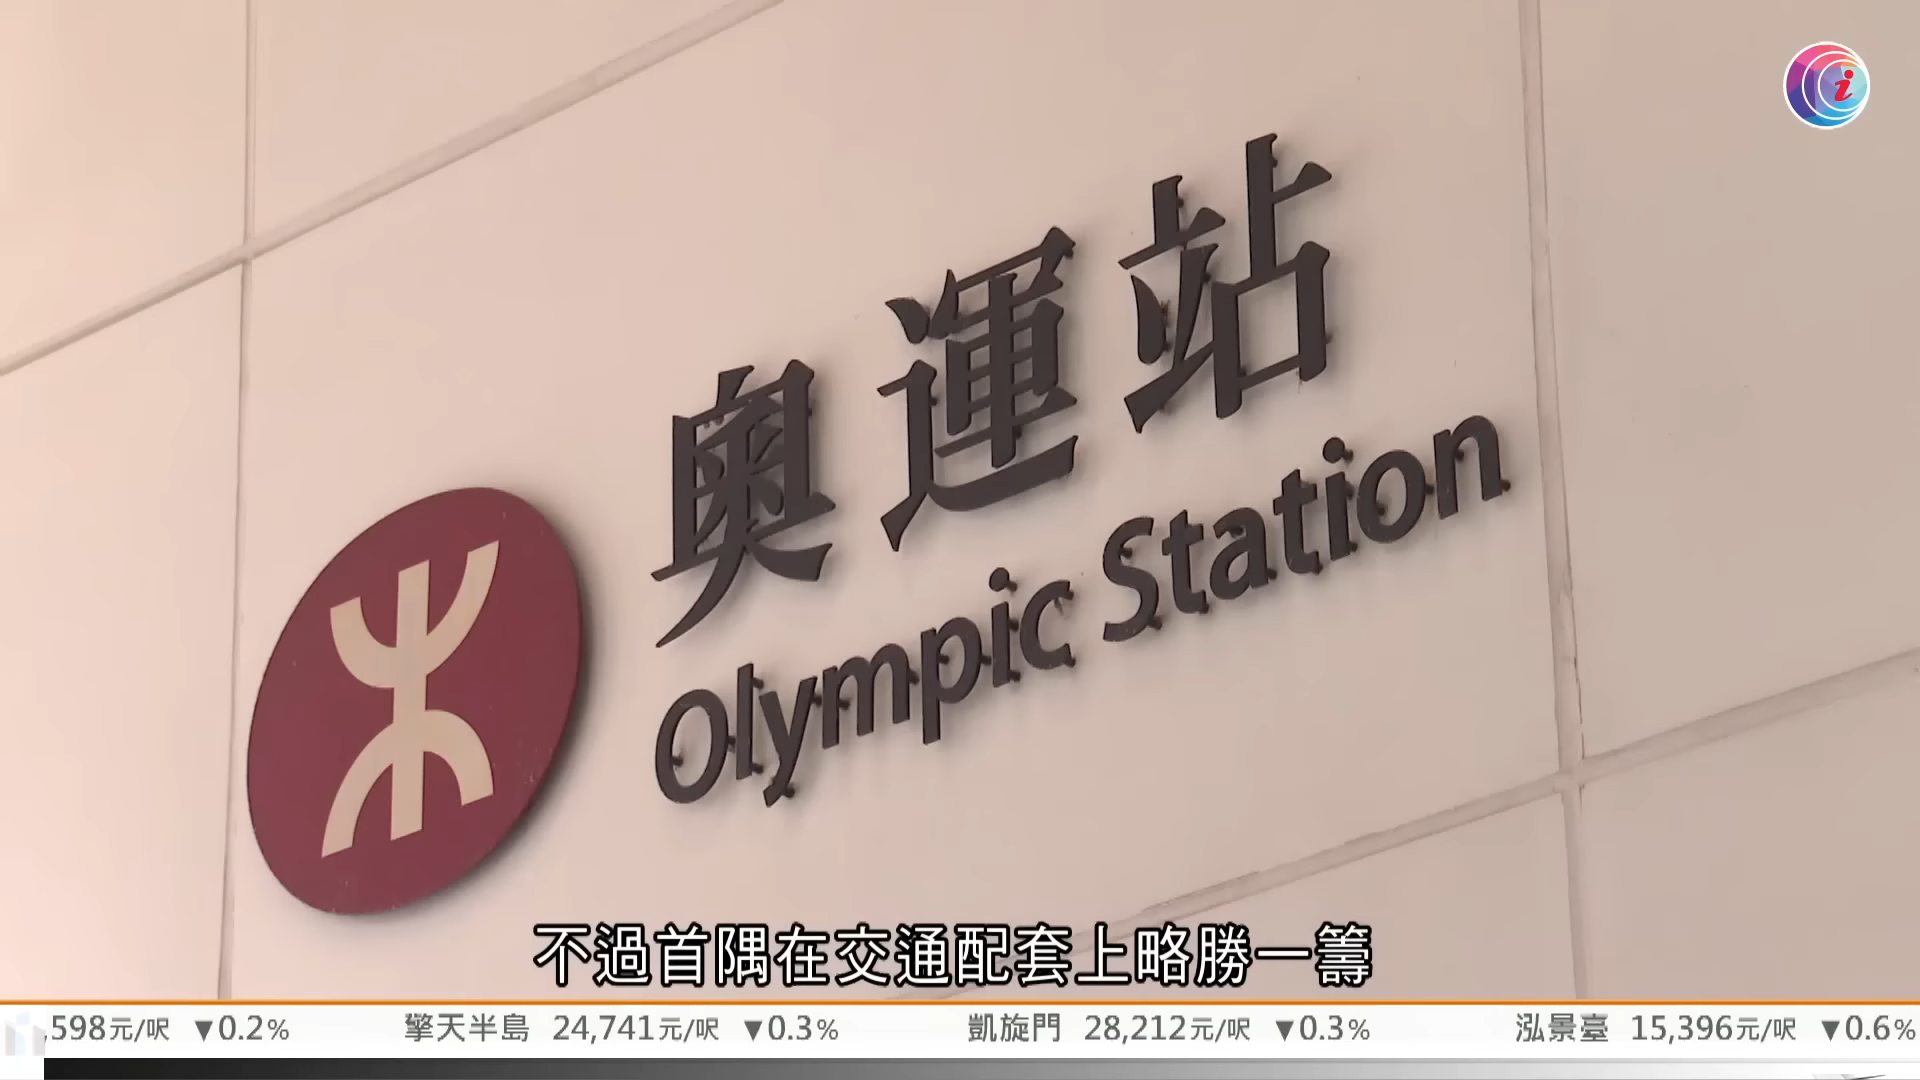 i
奧運站
Olympic Station
不過首隅在交通配套上略勝一籌
,598元/呎 ▼0.2% 擎天半島 24,741元/呎 ▼0.3% 凱旋門 28,212元/呎 ▼0.3% 泓景臺 15,396元/呎 ▼0.6%